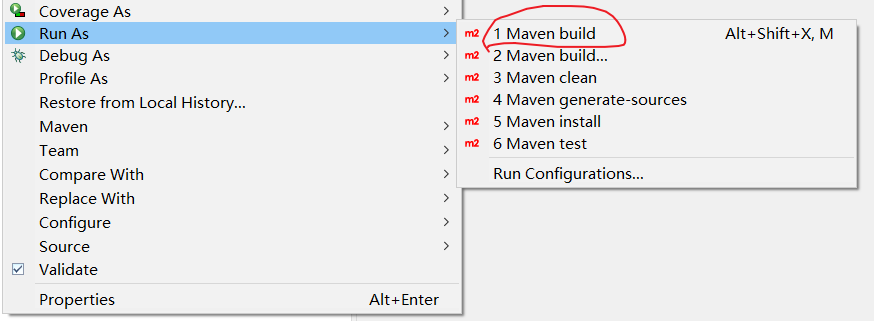 Coverage As
Run As
Debug As
Profile As
Restore from Local History...
Maven
Team
Compare With
Replace With
Configure
Source
Validate
Properties Alt+Enter
m2 1 Maven build Alt+Shift+X, M
m2 2 Maven build...
m2 3 Maven clean
m2 4 Maven generate-sources
m2 5 Maven install
m2 6 Maven test
Run Configurations...